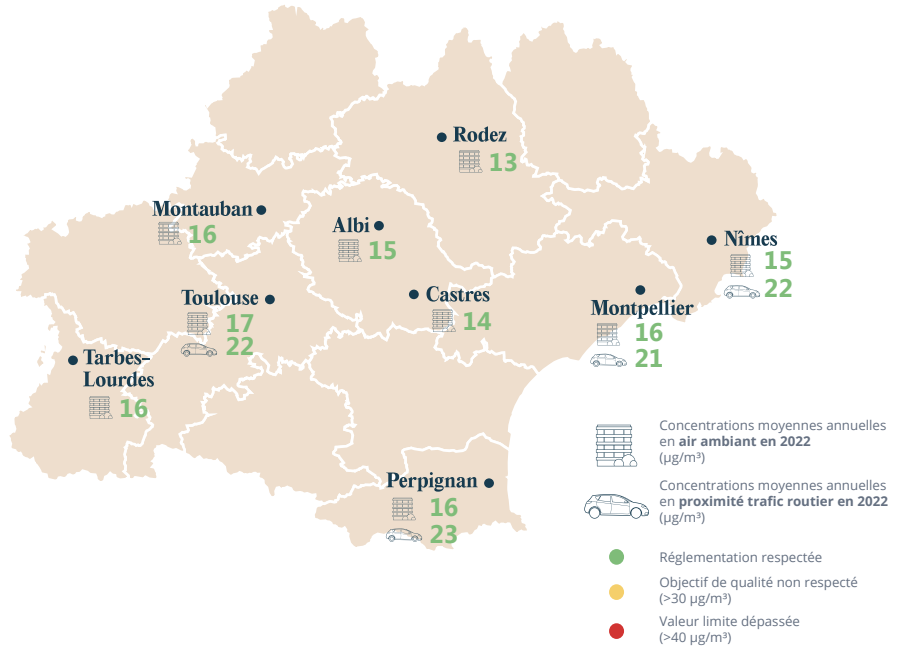 Rodez
13
Montauban
16
Albi
15
Nîmes
15
22
Toulouse
17
22
Castres
14
Montpellier
16
21
Tarbes-
Lourdes
16
Perpignan
16
23
Concentrations moyennes annuelles
en air ambiant en 2022
(µg/m³)
Concentrations moyennes annuelles
en proximité trafic routier en 2022
(µg/m³)
Réglementation respectée
Objectif de qualité non respecté
(>30 µg/m³)
Valeur limite dépassée
(>40 µg/m³)